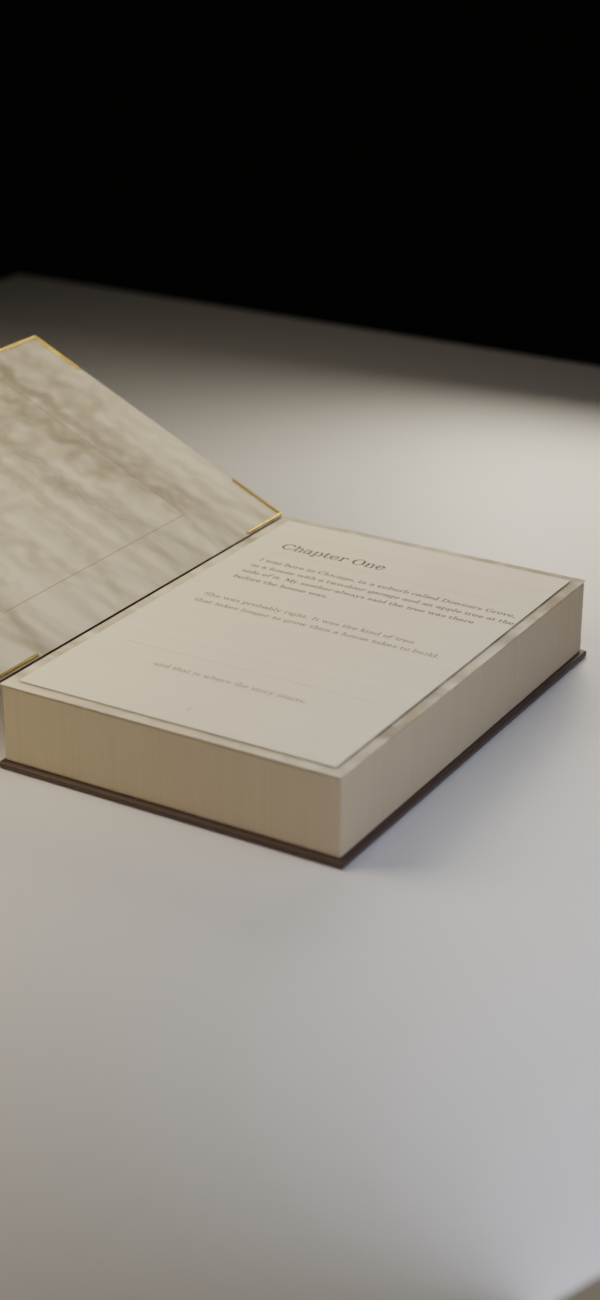 Chapter One
I was born in Chicago, in a suburb called Downers Grove,
in a house with a two-door garage and an apple tree at the
side of it. My mother always said the tree was there
before the house was.
She was probably right. It was the kind of tree
that takes longer to grow than a house takes to build.
and that is where the story starts.